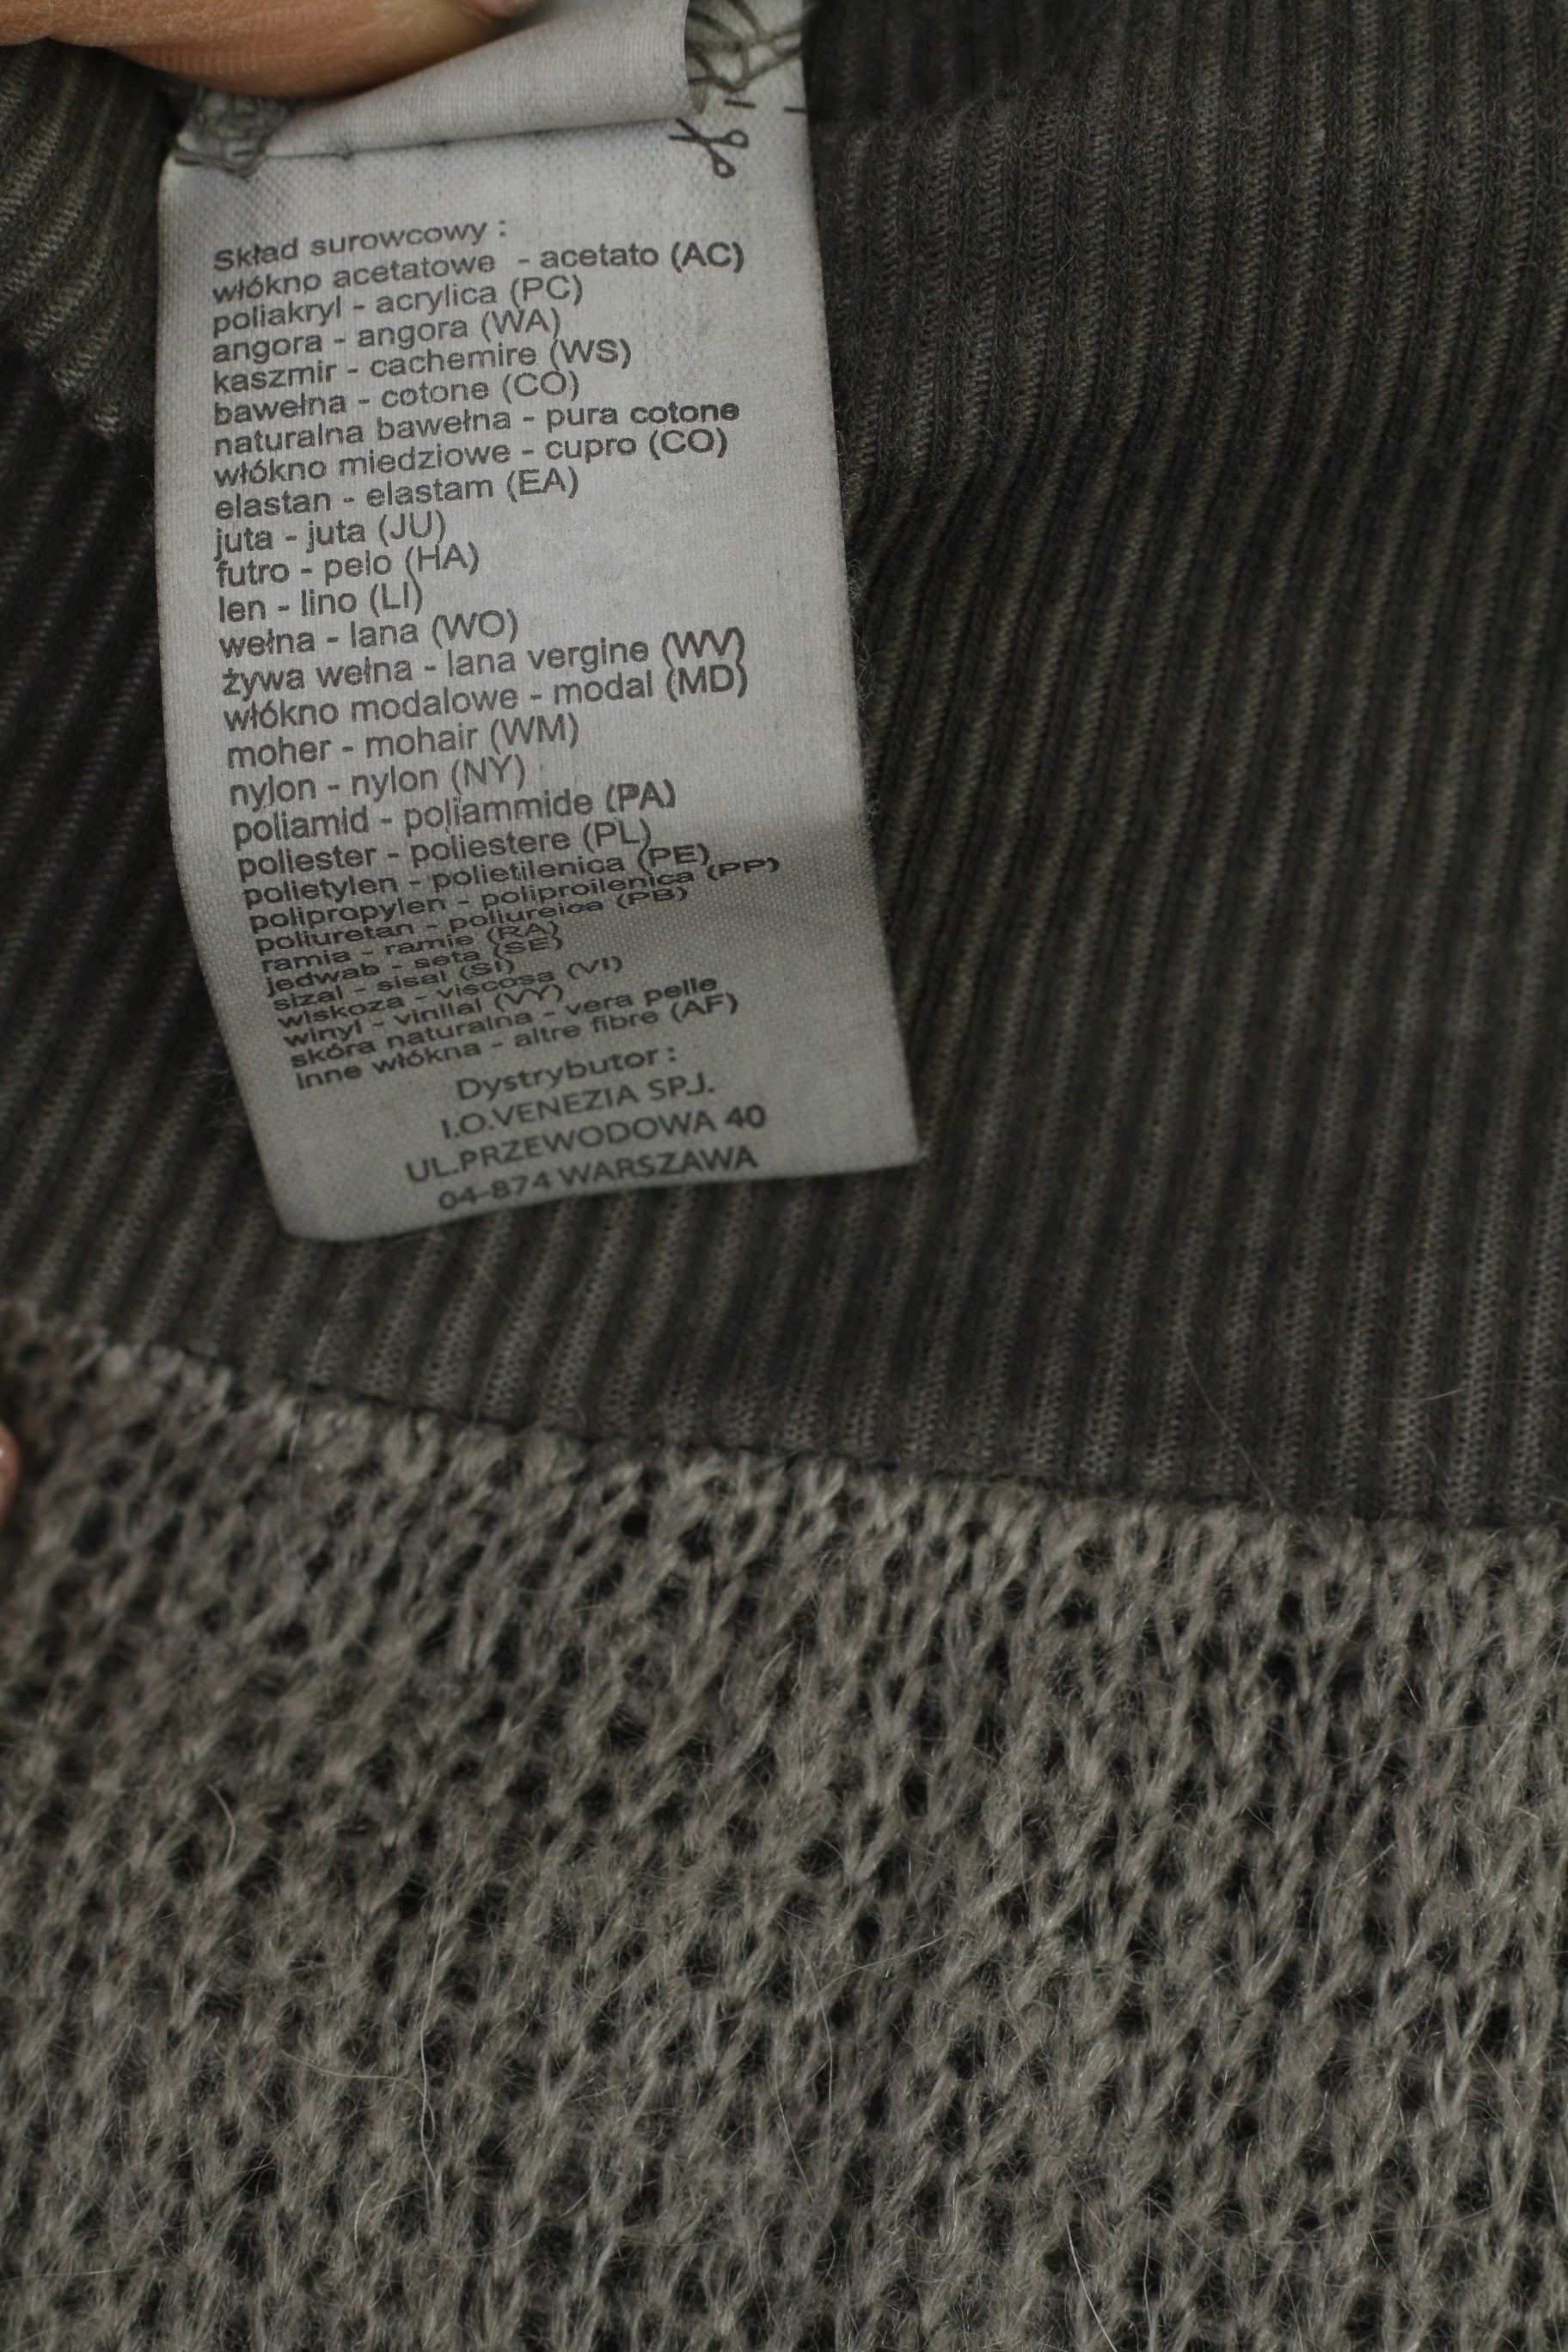 Skład surowcowy :
włókno acetatowe - acetato (AC)
poliakryl - acrylica (PC)
angora - angora (WA)
kaszmir - cachemire (WS)
bawełna - cotone (CO)
naturalna bawełna - pura cotone
włókno miedziowe - cupro (CO)
elastan - elastam (EA)
juta - juta (JU)
futro - pelo (HA)
len - lino (LI)
wełna - lana (WO)
żywa wełna - lana vergine (WV)
włókno modalowe - modal (MD)
moher - mohair (WM)
nylon - nylon (NY)
poliamid - poliammide (PA)
poliester - poliestere (PL)
polietylen - polietilenica (PE)
polipropylen - poliproilenica (PP)
poliuretan - poliureica (PB)
ramia - ramie (RA)
jedwab - seta (SE)
sizal - sisal (SI)
wiskoza - viscosa (VI)
winyl - vinilal (VY)
skóra naturalna - vera pelle
inne włókna - altre fibre (AF)
Dystrybutor :
I.O.VENEZIA SP.J.
UL.PRZEWODOWA 40
04-874 WARSZAWA